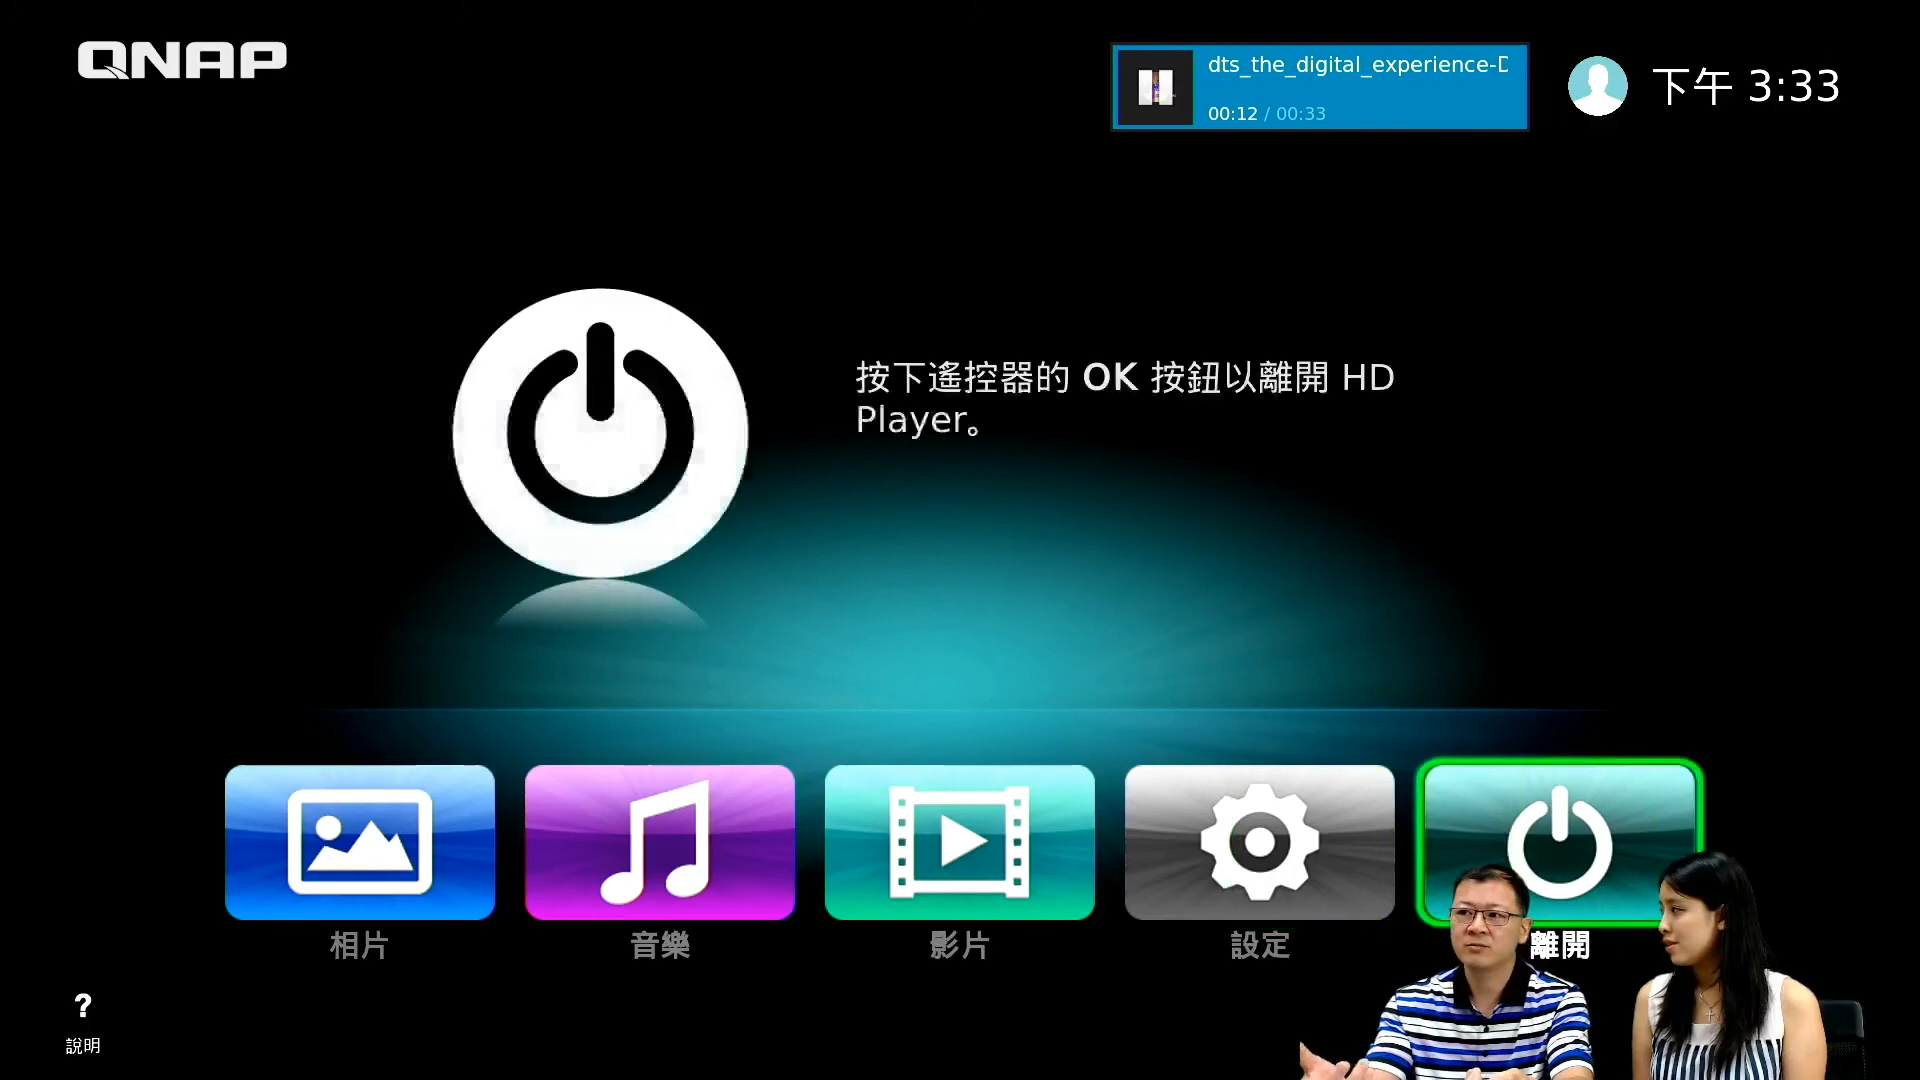 QNAP
dts_the_digital_experience-D
00:12 / 00:33
下午 3:33
按下遙控器的 OK 按鈕以離開 HD
Player。
相片
音樂
影片
設定
離開
?
說明